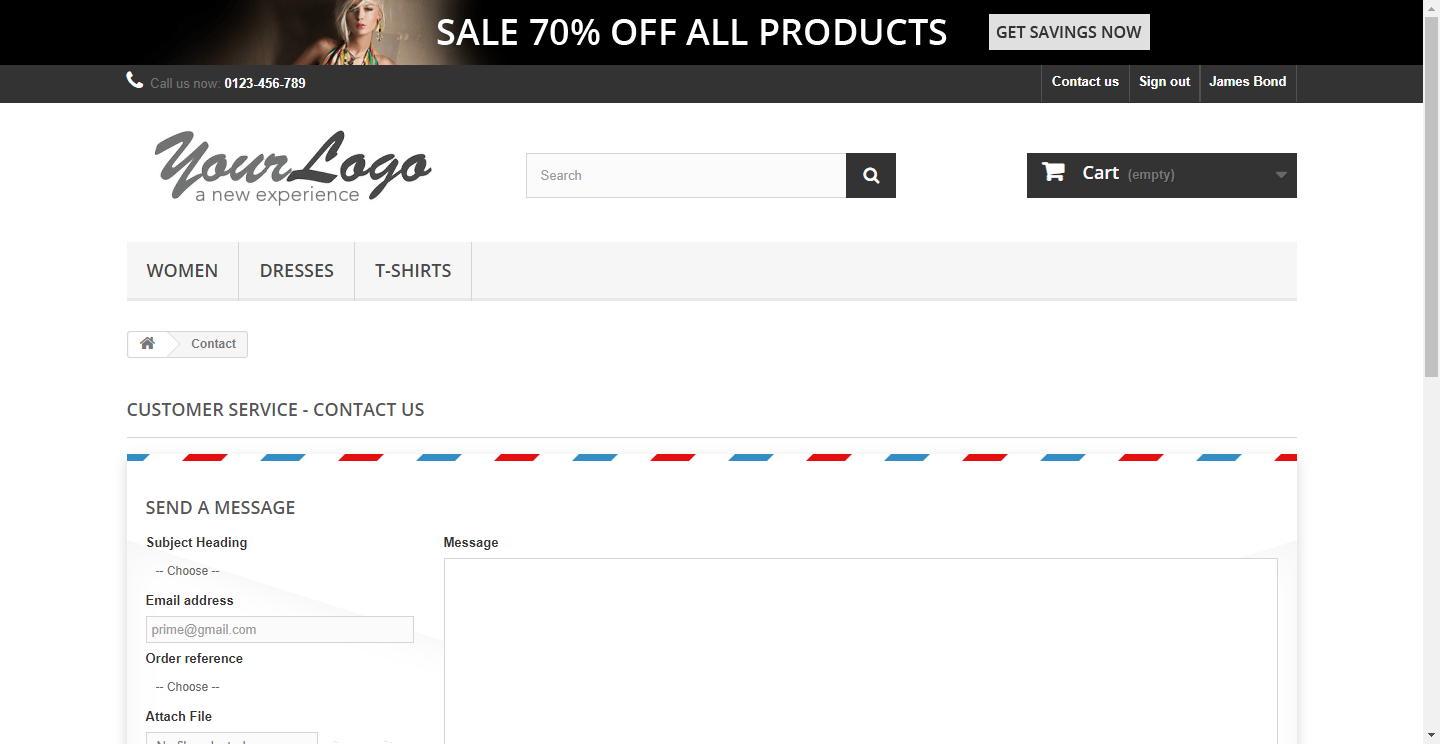 SALE 70% OFF ALL PRODUCTS GET SAVINGS NOW
Call us now: 0123-456-789 Contact us Sign out James Bond
YourLogo
a new experience
Search
Cart (empty)
WOMEN DRESSES T-SHIRTS
Contact
CUSTOMER SERVICE - CONTACT US
SEND A MESSAGE
Subject Heading Message
-- Choose --
Email address
prime@gmail.com
Order reference
-- Choose --
Attach File